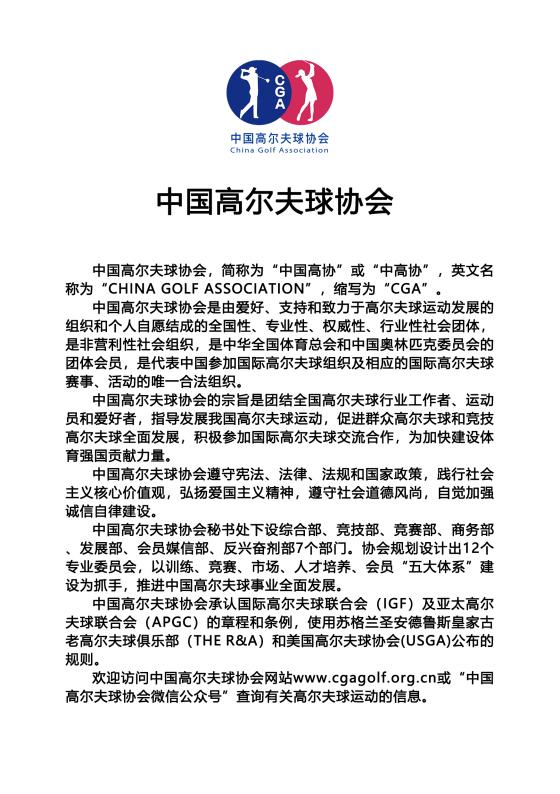 CGA
中国高尔夫球协会
China Golf Association
中国高尔夫球协会
中国高尔夫球协会，简称为“中国高协”或“中高协”，英文名
称为“CHINA GOLF ASSOCIATION”，缩写为“CGA”。
中国高尔夫球协会是由爱好、支持和致力于高尔夫球运动发展的
组织和个人自愿结成的全国性、专业性、权威性、行业性社会团体，
是非营利性社会组织，是中华全国体育总会和中国奥林匹克委员会的
团体会员，是代表中国参加国际高尔夫球组织及相应的国际高尔夫球
赛事、活动的唯一合法组织。
中国高尔夫球协会的宗旨是团结全国高尔夫球行业工作者、运动
员和爱好者，指导发展我国高尔夫球运动，促进群众高尔夫球和竞技
高尔夫球全面发展，积极参加国际高尔夫球交流合作，为加快建设体
育强国贡献力量。
中国高尔夫球协会遵守宪法、法律、法规和国家政策，践行社会
主义核心价值观，弘扬爱国主义精神，遵守社会道德风尚，自觉加强
诚信自律建设。
中国高尔夫球协会秘书处下设综合部、竞技部、竞赛部、商务部
、发展部、会员媒信部、反兴奋剂部7个部门。协会规划设计出12个
专业委员会，以训练、竞赛、市场、人才培养、会员“五大体系”建
设为抓手，推进中国高尔夫球事业全面发展。
中国高尔夫球协会承认国际高尔夫球联合会（IGF）及亚太高尔
夫球联合会（APGC）的章程和条例，使用苏格兰圣安德鲁斯皇家古
老高尔夫球俱乐部（THE R&A）和美国高尔夫球协会(USGA)公布的
规则。
欢迎访问中国高尔夫球协会网站www.cgagolf.org.cn或“中国
高尔夫球协会微信公众号”查询有关高尔夫球运动的信息。